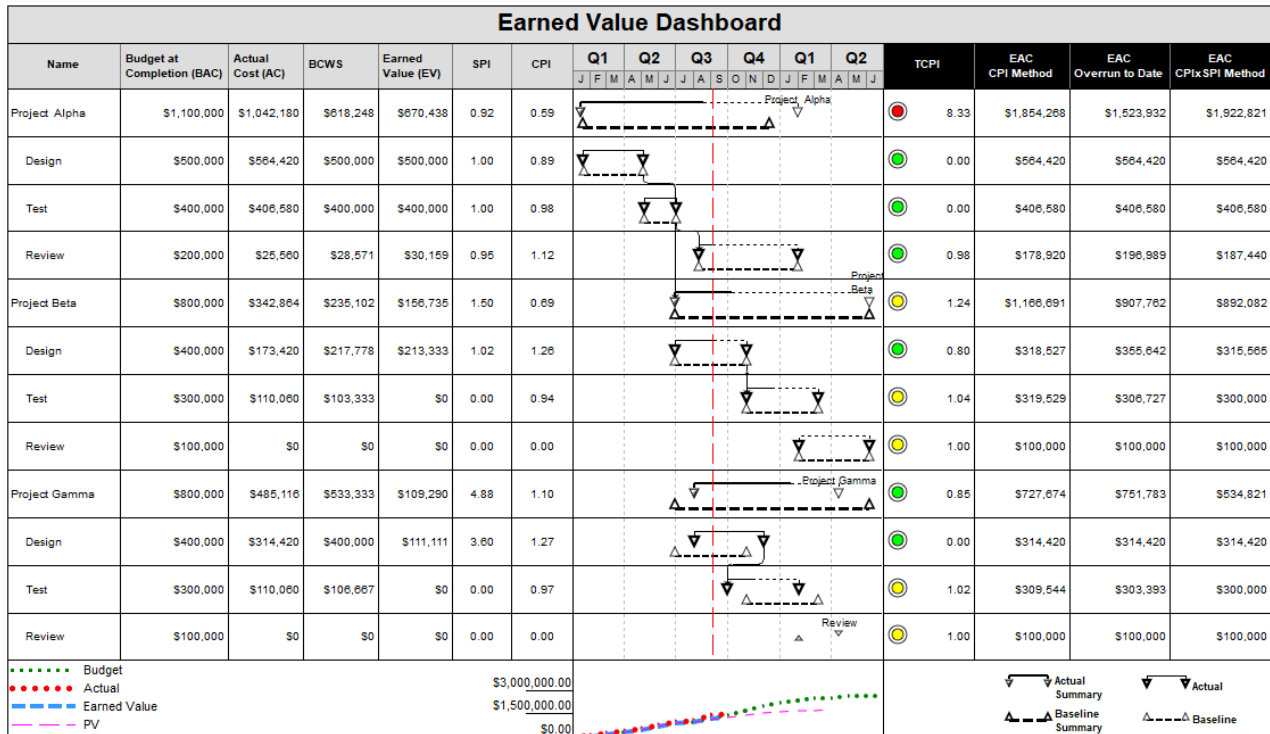 Earned Value Dashboard
Name Budget at Completion (BAC) Actual Cost (AC) BCWS Earned Value (EV) SPI CPI Q1 Q2 Q3 Q4 Q1 Q2 TCPI EAC CPI Method EAC Overrun to Date EAC CPIxSPI Method
J F M A M J J A S O N D J F M A M J
Project Alpha $1,100,000 $1,042,180 $618,248 $670,438 0.92 0.59 Project Alpha 8.33 $1,854,268 $1,523,932 $1,922,821
Design $500,000 $564,420 $500,000 $500,000 1.00 0.89 0.00 $564,420 $564,420 $564,420
Test $400,000 $406,580 $400,000 $400,000 1.00 0.98 0.00 $406,580 $406,580 $406,580
Review $200,000 $25,560 $28,571 $30,159 0.95 1.12 0.98 $178,920 $196,989 $187,440
Project Beta $800,000 $342,864 $235,102 $156,735 1.50 0.69 Project Beta 1.24 $1,166,691 $907,762 $892,082
Design $400,000 $173,420 $217,778 $213,333 1.02 1.26 0.80 $318,527 $355,642 $315,565
Test $300,000 $110,060 $103,333 $0 0.00 0.94 1.04 $319,529 $306,727 $300,000
Review $100,000 $0 $0 $0 0.00 0.00 1.00 $100,000 $100,000 $100,000
Project Gamma $800,000 $485,116 $533,333 $109,290 4.88 1.10 Project Gamma 0.85 $727,674 $751,783 $534,821
Design $400,000 $314,420 $400,000 $111,111 3.60 1.27 0.00 $314,420 $314,420 $314,420
Test $300,000 $110,060 $106,667 $0 0.00 0.97 1.02 $309,544 $303,393 $300,000
Review $100,000 $0 $0 $0 0.00 0.00 Review 1.00 $100,000 $100,000 $100,000
Budget
Actual
Earned Value
PV
$3,000,000.00
$1,500,000.00
$0.00
Actual Summary
Actual
Baseline Summary
Baseline